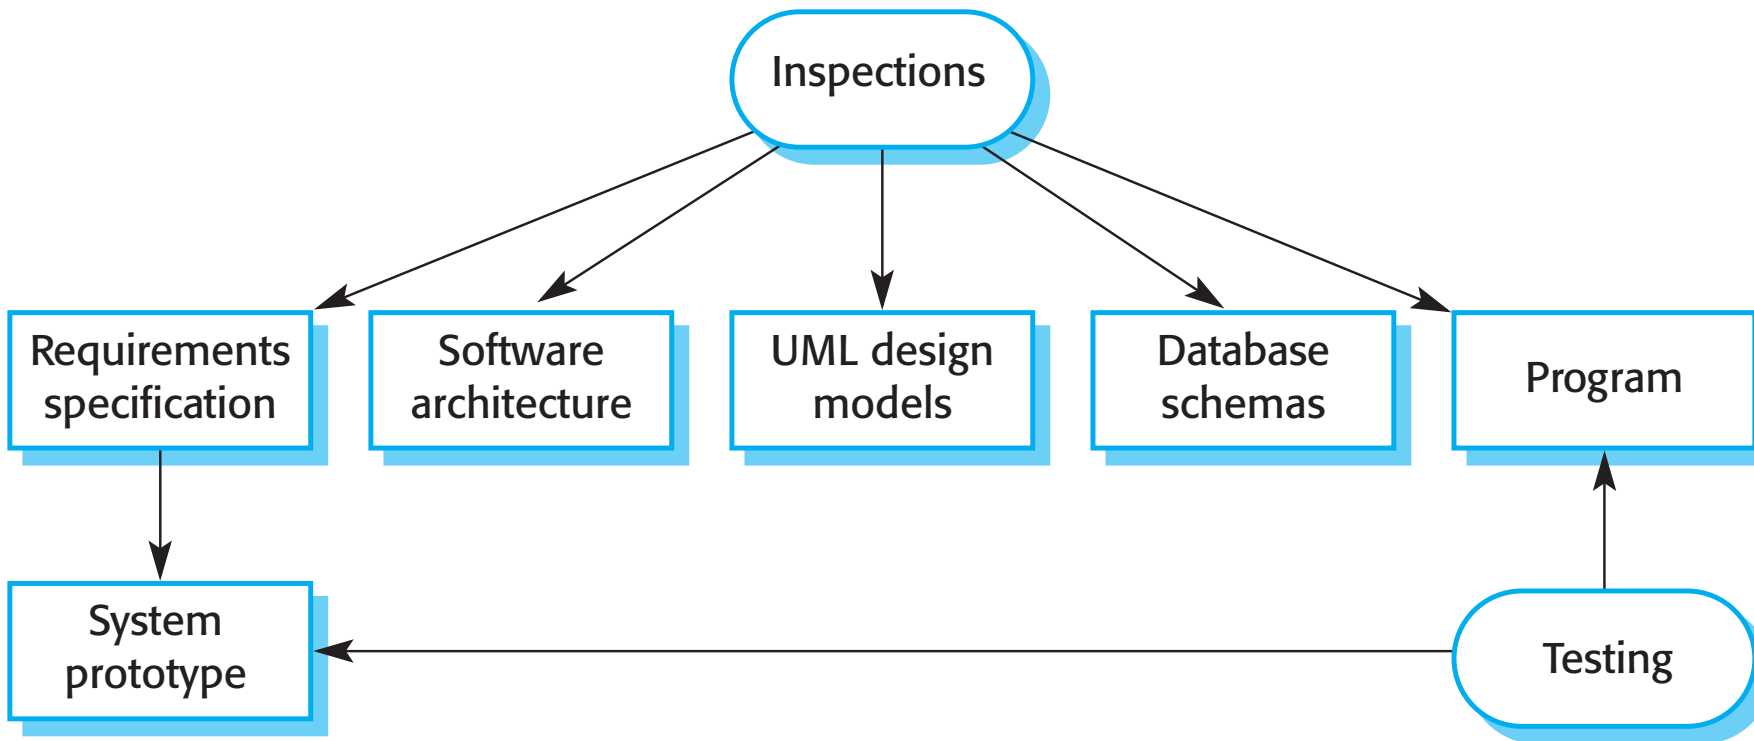 Inspections
Requirements
specification
Software
architecture
UML design
models
Database
schemas
Program
System
prototype
Testing